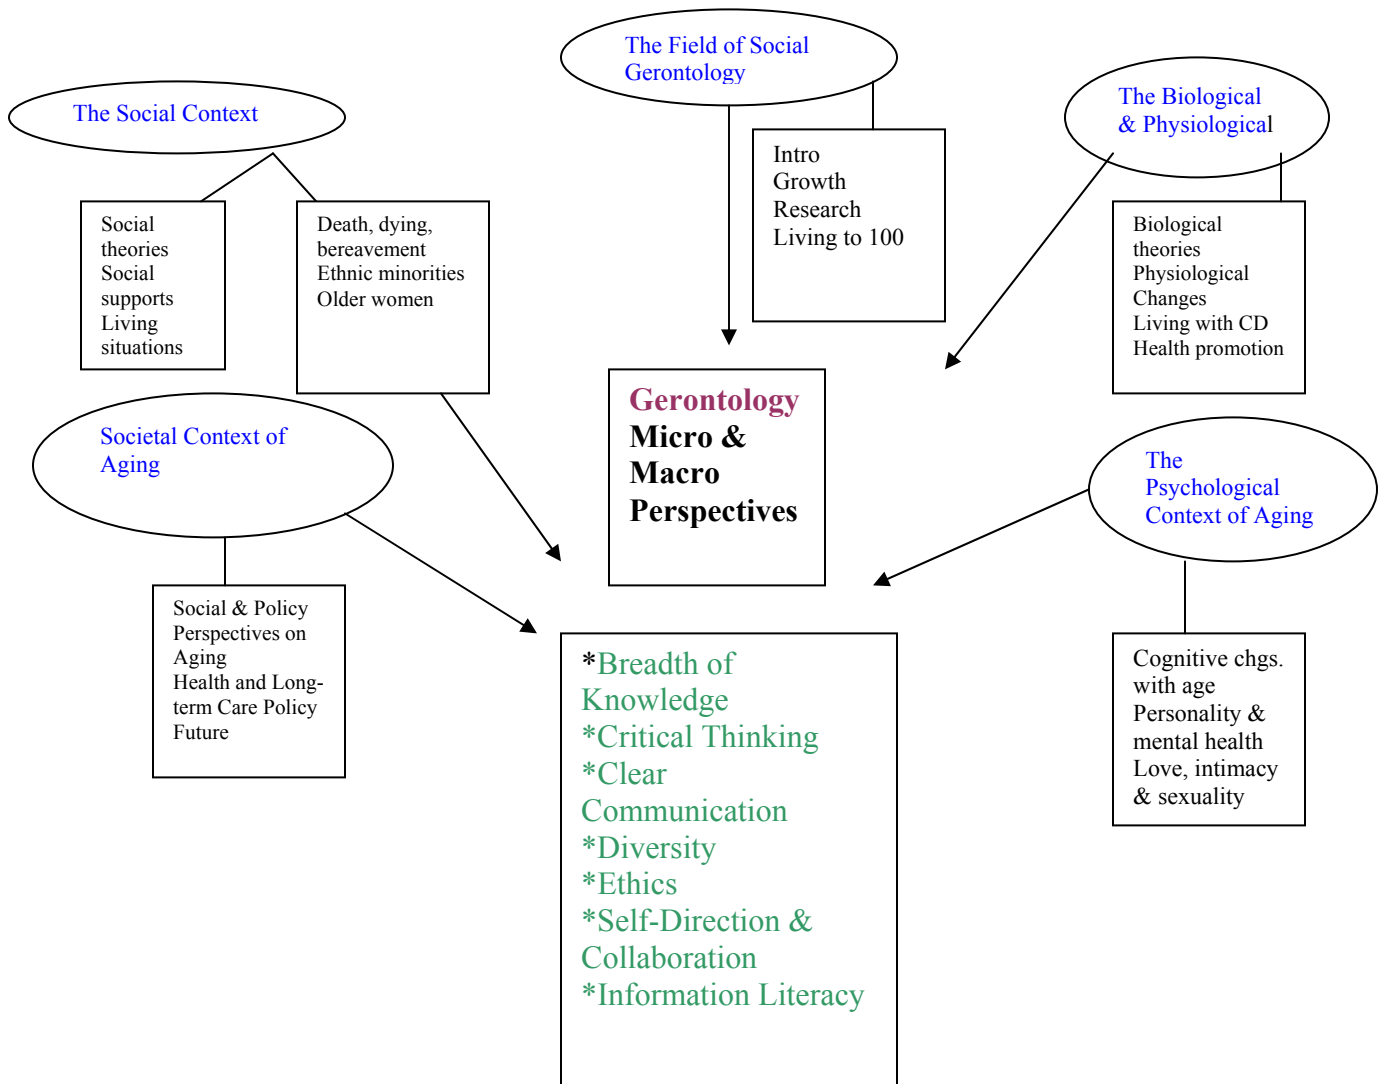 The Field of Social
Gerontology
The Social Context
The Biological
& Physiological
Intro
Growth
Research
Living to 100
Social
theories
Social
supports
Living
situations
Death, dying,
bereavement
Ethnic minorities
Older women
Biological
theories
Physiological
Changes
Living with CD
Health promotion
Gerontology
Micro &
Macro
Perspectives
Societal Context of
Aging
The
Psychological
Context of Aging
Social & Policy
Perspectives on
Aging
Health and Long-
term Care Policy
Future
*Breadth of
Knowledge
*Critical Thinking
*Clear
Communication
*Diversity
*Ethics
*Self-Direction &
Collaboration
*Information Literacy
Cognitive chgs.
with age
Personality &
mental health
Love, intimacy
& sexuality